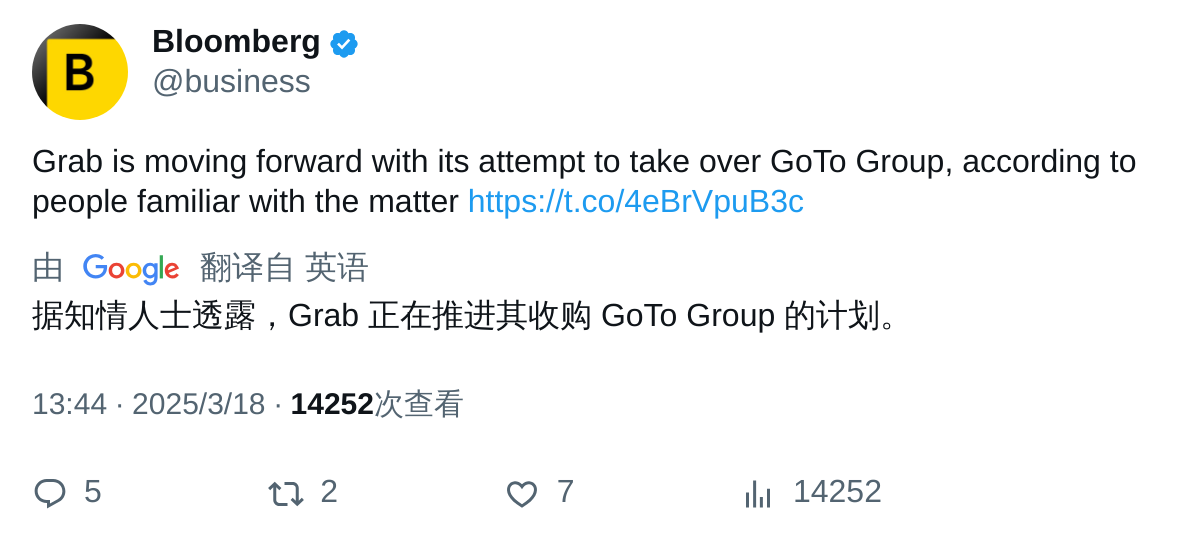 B
Bloomberg
@business
Grab is moving forward with its attempt to take over GoTo Group, according to
people familiar with the matter https://t.co/4eBrVpuB3c
由 Google 翻译自 英语
据知情人士透露，Grab 正在推进其收购 GoTo Group 的计划。
13:44 · 2025/3/18 · 14252次查看
5 2 7 14252